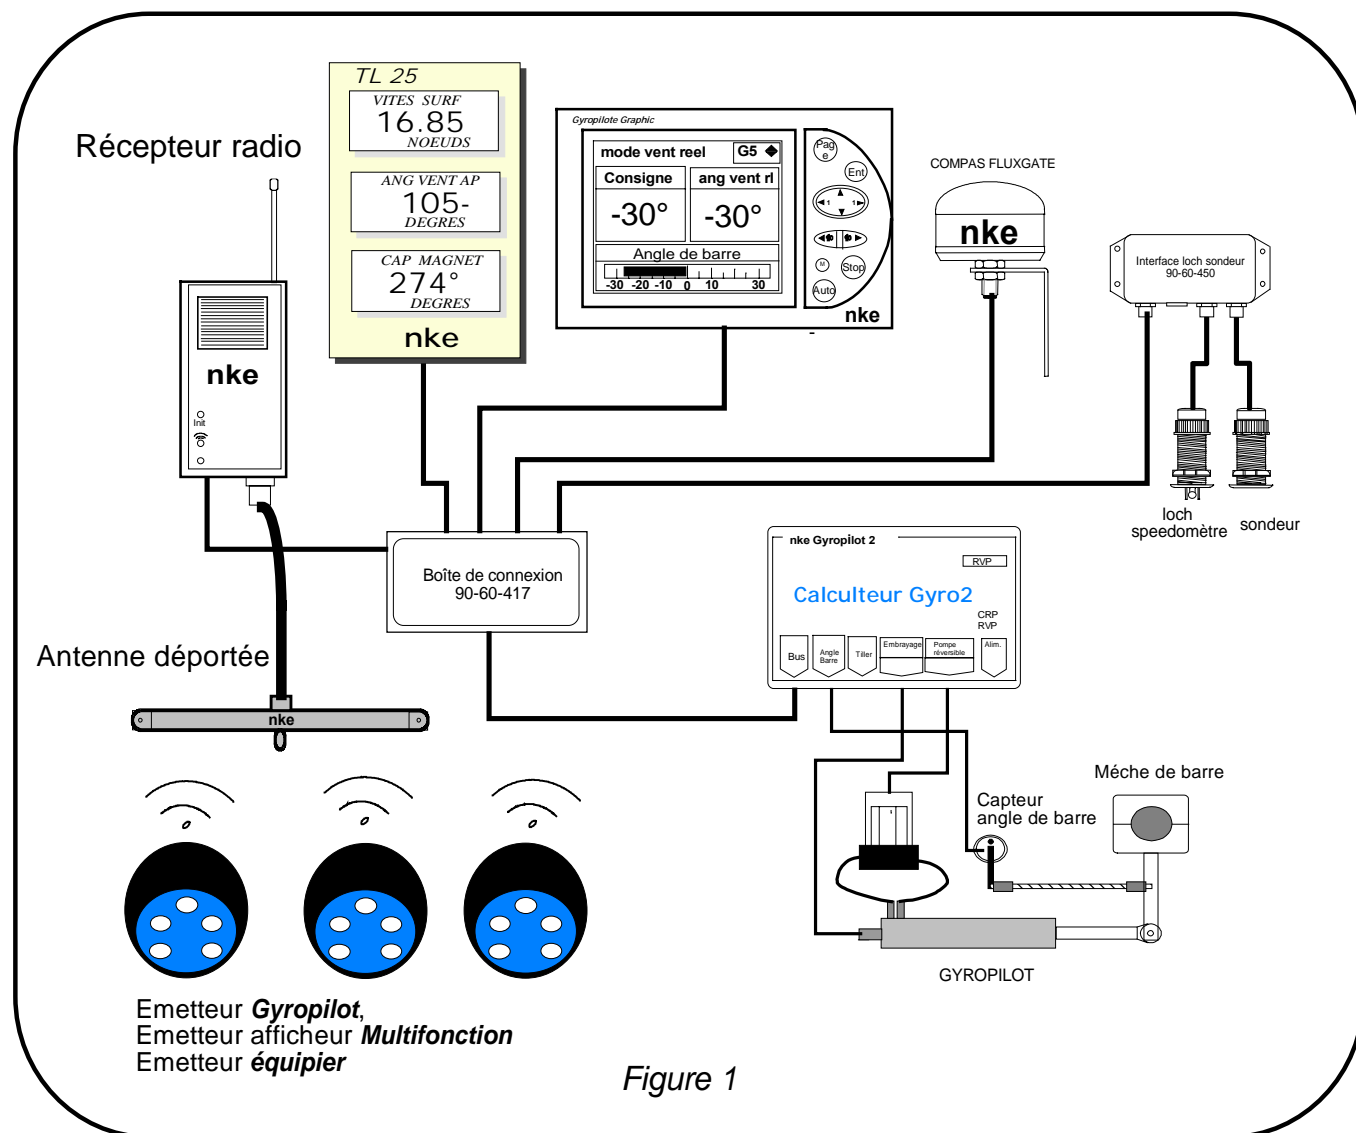 TL 25
VITES SURF
16.85
NOEUDS
ANG VENT AP
105-
DEGRES
CAP MAGNET
274°
DEGRES
nke
Récepteur radio
nke
Init
Gyropilote Graphic
mode vent reel
G5
Consigne
ang vent rl
-30°
-30°
Angle de barre
-30 -20 -10 0 10 30
Pag
e
Ent
1 1
M
Stop
Auto
nke
-
COMPAS FLUXGATE
nke
Interface loch sondeur
90-60-450
loch
speedomètre
sondeur
Boîte de connexion
90-60-417
nke Gyropilot 2
RVP
Calculteur Gyro2
CRP
RVP
Bus
Angle
Barre
Tiller
Embrayage
Pompe
réversible
Alim.
Antenne déportée
nke
Capteur
angle de barre
Méche de barre
GYROPILOT
Emetteur Gyropilot,
Emetteur afficheur Multifonction
Emetteur équipier
Figure 1